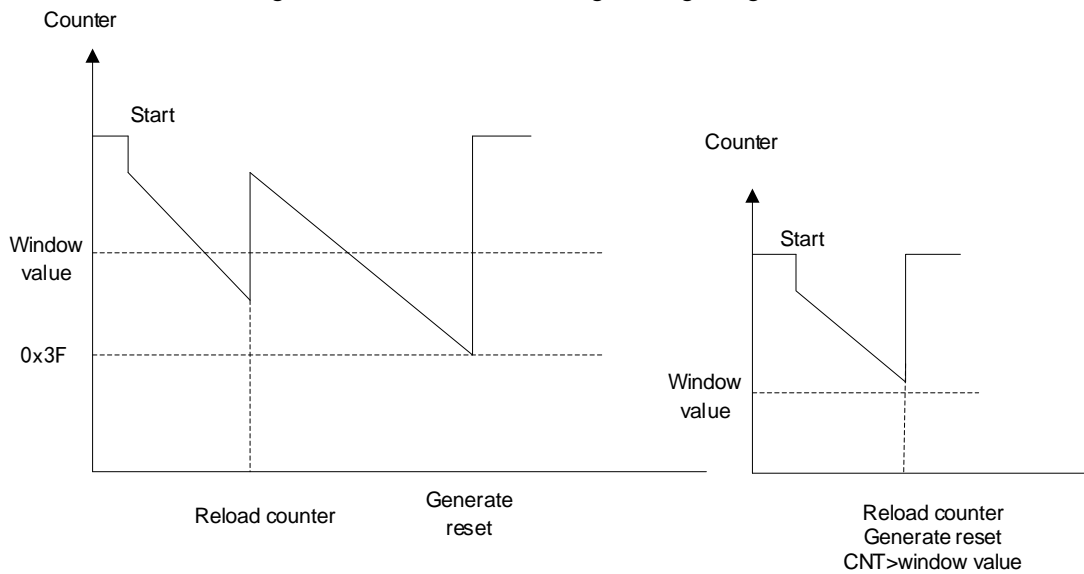 Counter
Start
Window
value
0x3F
Reload counter
Generate
reset
Counter
Start
Window
value
Reload counter
Generate reset
CNT>window value